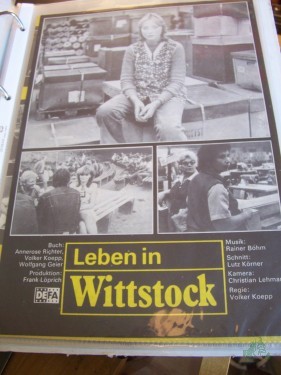 Buch:
Annerose Richter,
Volker Koepp,
Wolfgang Geier
Produktion:
Frank Löprich
DEFA
Leben in
Wittstock
Musik:
Rainer Böhm
Schnitt:
Lutz Körner
Kamera:
Christian Lehmann
Regie:
Volker Koepp